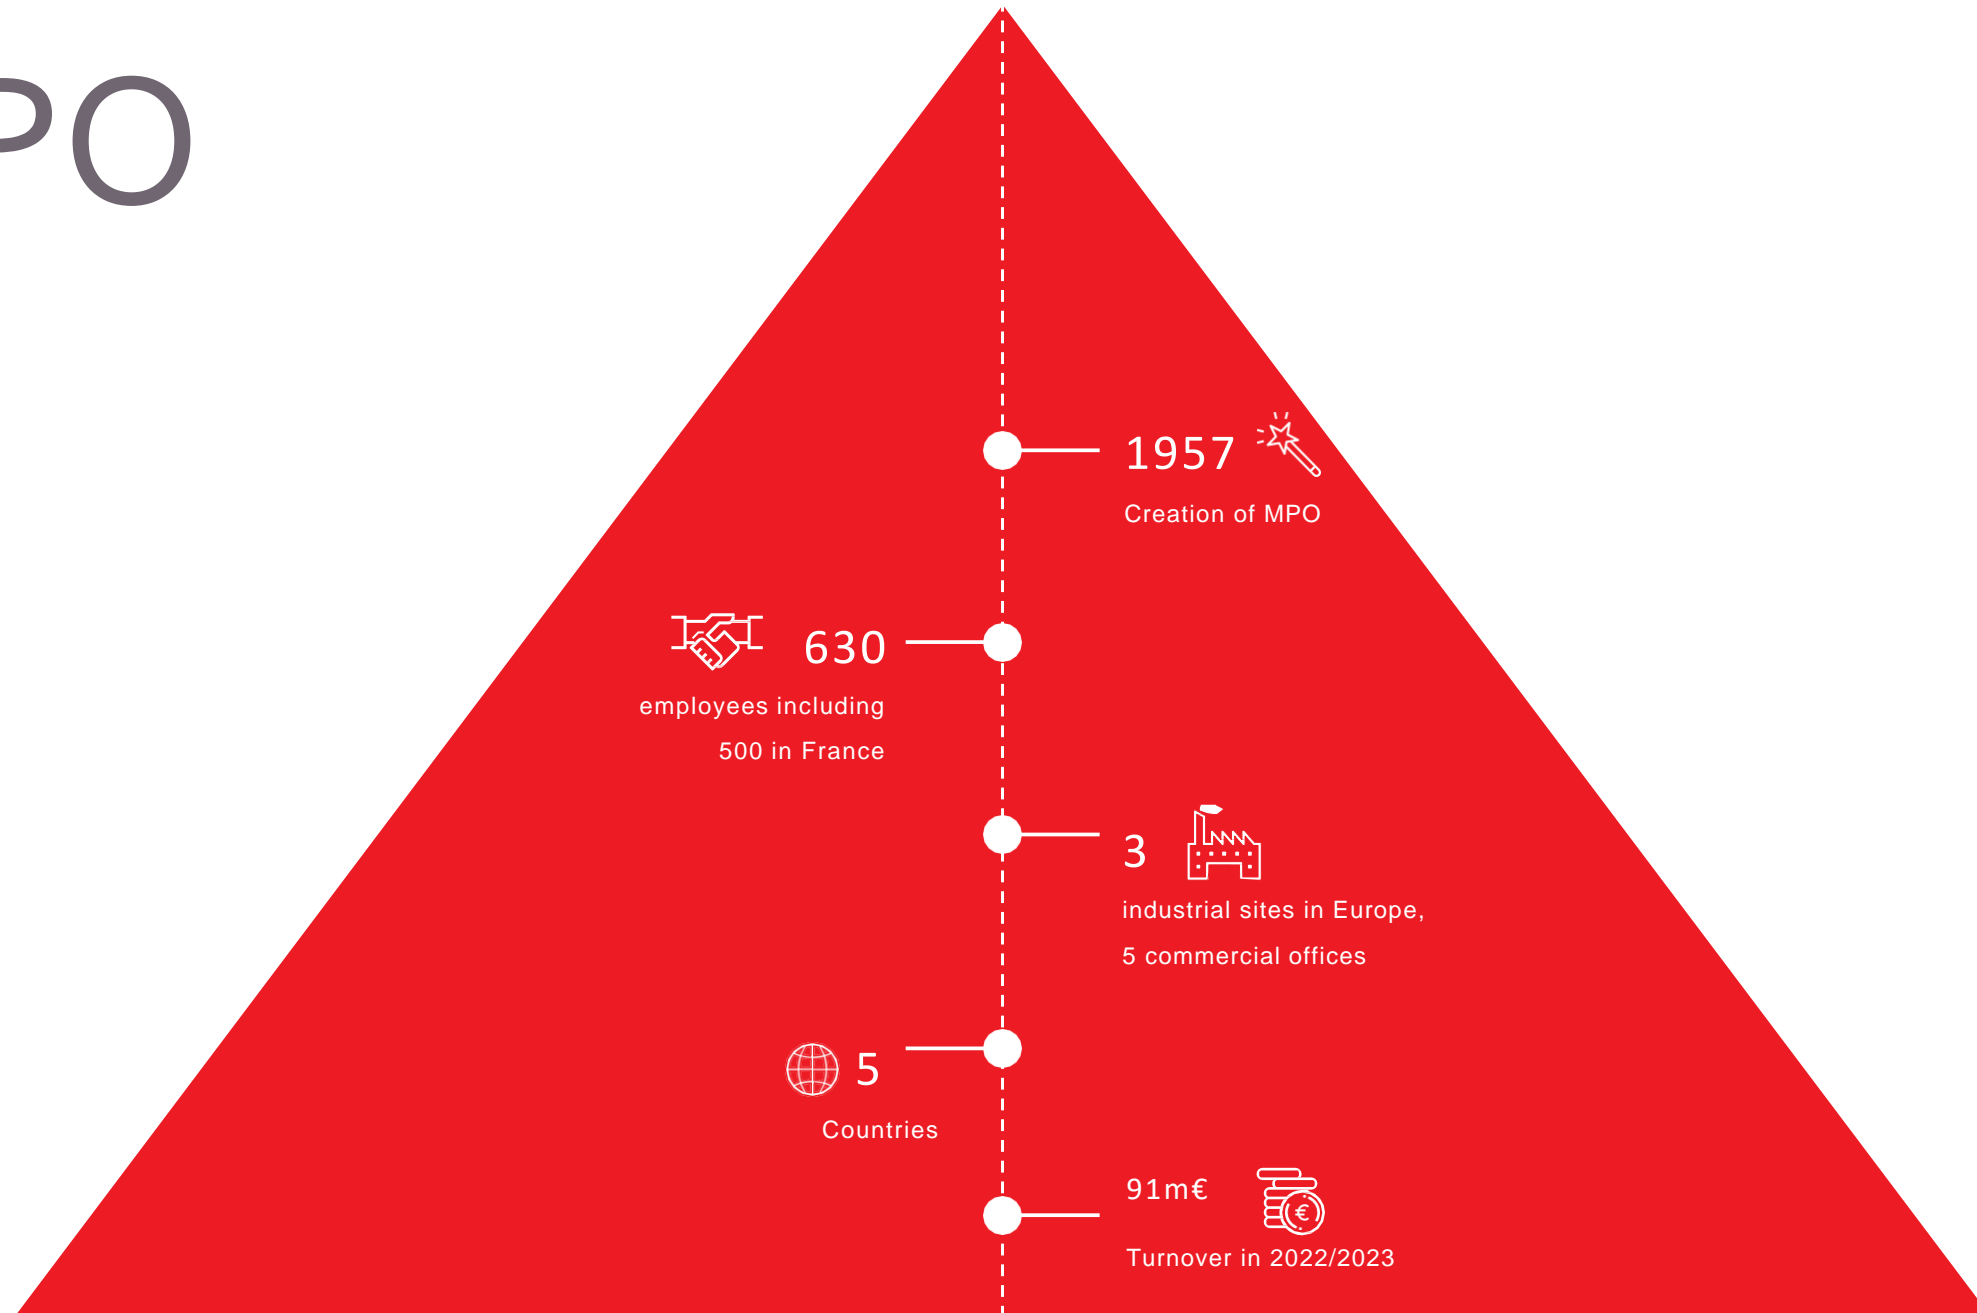 PO
1957
Creation of MPO
630
employees including
500 in France
3
industrial sites in Europe,
5 commercial offices
5
Countries
91m€
€
Turnover in 2022/2023